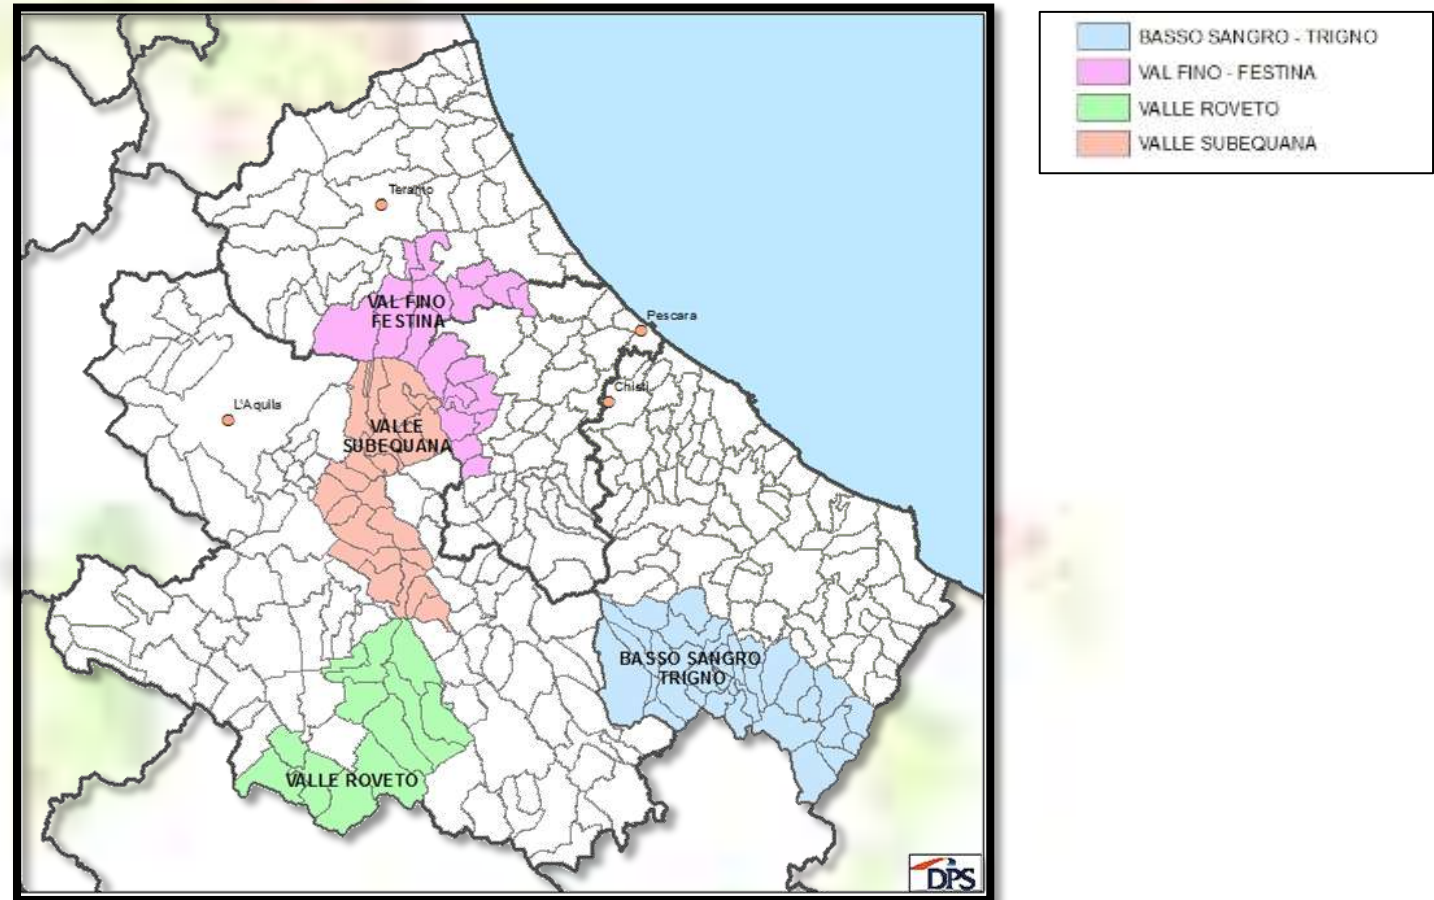 BASSO SANGRO - TRIGNO
VAL FINO - FESTINA
VALLE ROVETO
VALLE SUBEQUANA
Teramo
VAL FINO
FESTINA
Pescara
Chisti
L'Aquila
VALLE
SUBEQUANA
BASSO SANGRO
TRIGNO
VALLE ROVETO
DPS